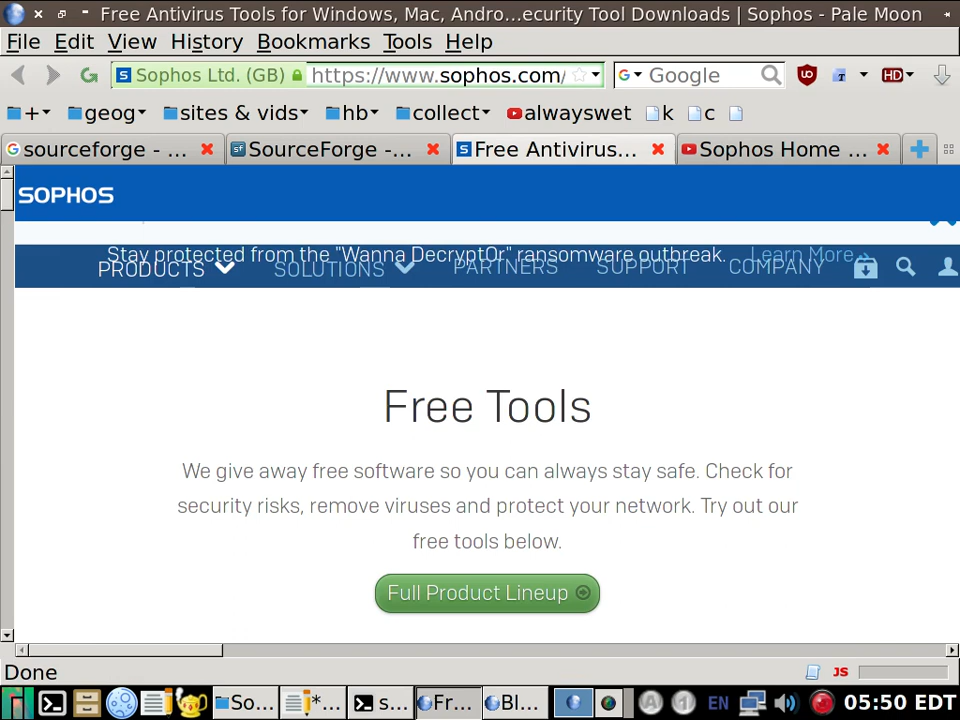 Free Antivirus Tools for Windows, Mac, Andro...ecurity Tool Downloads | Sophos - Pale Moon
File Edit View History Bookmarks Tools Help
S Sophos Ltd. (GB) https://www.sophos.com/ G Google UO T HD
+ geog sites & vids hb collect alwayswet k c
G sourceforge - ... sf SourceForge -... S Free Antivirus... Sophos Home ...
SOPHOS
Stay protected from the "Wanna Decrypt0r" ransomware outbreak. Learn More
PRODUCTS SOLUTIONS PARTNERS SUPPORT COMPANY
Free Tools
We give away free software so you can always stay safe. Check for
security risks, remove viruses and protect your network. Try out our
free tools below.
Full Product Lineup
Done JS
So... *... s... Fr... Bl... A 1 EN 05:50 EDT